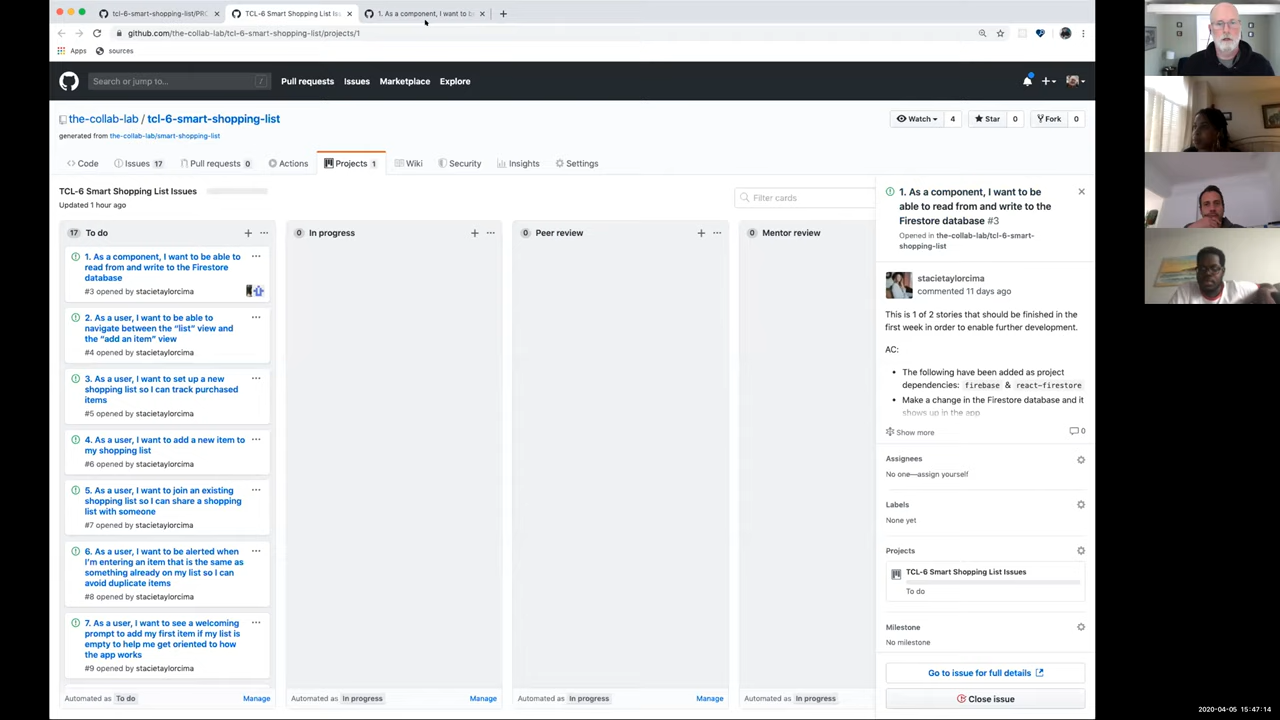 tcl-6-smart-shopping-list/PRO
TCL-6 Smart Shopping List Iss
1. As a component, I want to b
github.com/the-collab-lab/tcl-6-smart-shopping-list/projects/1
Apps
sources
Search or jump to...
/
Pull requests
Issues
Marketplace
Explore
the-collab-lab / tcl-6-smart-shopping-list
generated from the-collab-lab/smart-shopping-list
Watch
4
Star
0
Fork
0
Code
Issues 17
Pull requests 0
Actions
Projects 1
Wiki
Security
Insights
Settings
TCL-6 Smart Shopping List Issues
Updated 1 hour ago
Filter cards
17 To do
1. As a component, I want to be able to
read from and write to the Firestore
database
#3 opened by stacietaylorcima
2. As a user, I want to be able to
navigate between the “list” view and
the “add an item” view
#4 opened by stacietaylorcima
3. As a user, I want to set up a new
shopping list so I can track purchased
items
#5 opened by stacietaylorcima
4. As a user, I want to add a new item to
my shopping list
#6 opened by stacietaylorcima
5. As a user, I want to join an existing
shopping list so I can share a shopping
list with someone
#7 opened by stacietaylorcima
6. As a user, I want to be alerted when
I'm entering an item that is the same as
something already on my list so I can
avoid duplicate items
#8 opened by stacietaylorcima
7. As a user, I want to see a welcoming
prompt to add my first item if my list is
empty to help me get oriented to how
the app works
#9 opened by stacietaylorcima
Automated as To do
Manage
0 In progress
Automated as In progress
Manage
0 Peer review
Automated as In progress
Manage
0 Mentor review
Automated as In progress
1. As a component, I want to be
able to read from and write to the
Firestore database #3
Opened in the-collab-lab/tcl-6-smart-
shopping-list
stacietaylorcima
commented 11 days ago
This is 1 of 2 stories that should be finished in the
first week in order to enable further development.
AC:
• The following have been added as project
dependencies: firebase & react-firestore
• Make a change in the Firestore database and it
shows up in the app
Show more
0
Assignees
No one—assign yourself
Labels
None yet
Projects
TCL-6 Smart Shopping List Issues
To do
Milestone
No milestone
Go to issue for full details
Close issue
2020-04-05 15:47:14